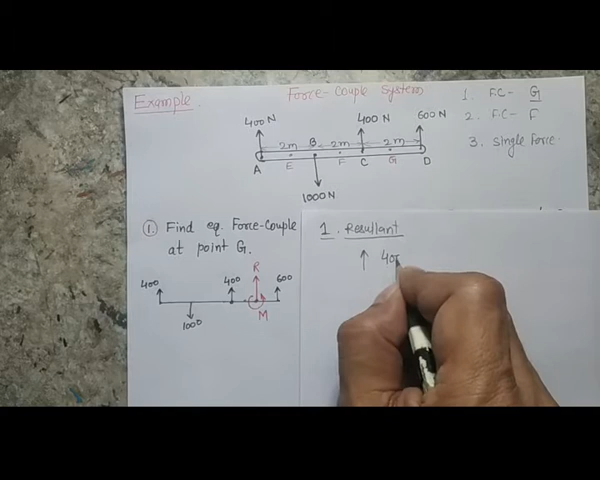 Example.
Force-Couple System
1. FC- G
2. FC- F
3. Single Force.
400 N
400 N
600 N
2m B 2m 2m
A E F C G D
1000 N
1. Find eq. Force-Couple
at point G.
400
400
R
600
1000
M
1. Resultant
↑ 400